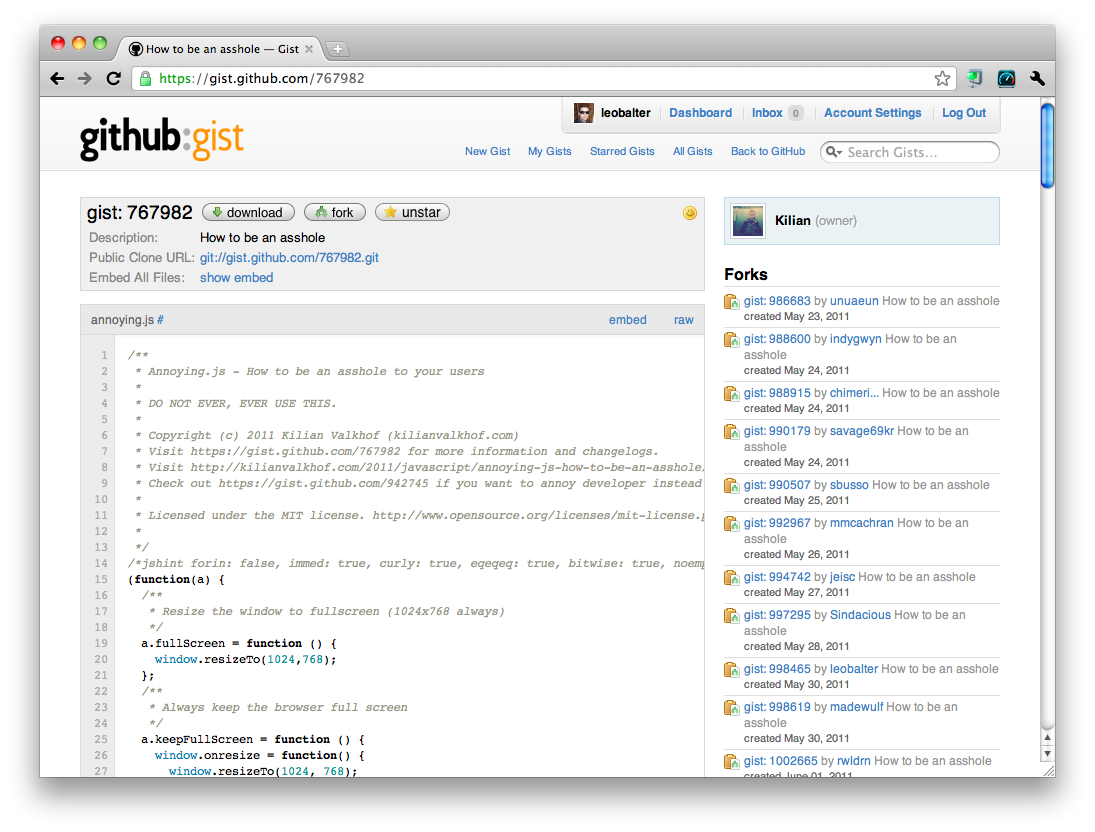 How to be an asshole — Gist
https://gist.github.com/767982
leobalter Dashboard Inbox 0 Account Settings Log Out
github:gist
New Gist My Gists Starred Gists All Gists Back to GitHub Search Gists...
gist: 767982 download fork unstar
Description: How to be an asshole
Public Clone URL: git://gist.github.com/767982.git
Embed All Files: show embed
annoying.js # embed raw
1 /**
2 * Annoying.js - How to be an asshole to your users
3 *
4 * DO NOT EVER, EVER USE THIS.
5 *
6 * Copyright (c) 2011 Kilian Valkhof (kilianvalkhof.com)
7 * Visit https://gist.github.com/767982 for more information and changelogs.
8 * Visit http://kilianvalkhof.com/2011/javascript/annoying-js-how-to-be-an-asshole/
9 * Check out https://gist.github.com/942745 if you want to annoy developer instead
10 *
11 * Licensed under the MIT license. http://www.opensource.org/licenses/mit-license.p
12 *
13 */
14 /*jshint forin: false, immed: true, curly: true, eqeqeq: true, bitwise: true, noemp
15 (function(a) {
16 /**
17 * Resize the window to fullscreen (1024x768 always)
18 */
19 a.fullScreen = function () {
20 window.resizeTo(1024,768);
21 };
22 /**
23 * Always keep the browser full screen
24 */
25 a.keepFullScreen = function () {
26 window.onresize = function() {
27 window.resizeTo(1024, 768);
Kilian (owner)
Forks
gist: 986683 by unuaeun How to be an asshole
created May 23, 2011
gist: 988600 by indygwyn How to be an
asshole
created May 24, 2011
gist: 988915 by chimeri... How to be an asshole
created May 24, 2011
gist: 990179 by savage69kr How to be an
asshole
created May 24, 2011
gist: 990507 by sbusso How to be an asshole
created May 25, 2011
gist: 992967 by mmcachran How to be an
asshole
created May 26, 2011
gist: 994742 by jeisc How to be an asshole
created May 27, 2011
gist: 997295 by Sindacious How to be an
asshole
created May 28, 2011
gist: 998465 by leobalter How to be an asshole
created May 30, 2011
gist: 998619 by madewulf How to be an
asshole
created May 30, 2011
gist: 1002665 by rwldrn How to be an asshole
created June 01, 2011